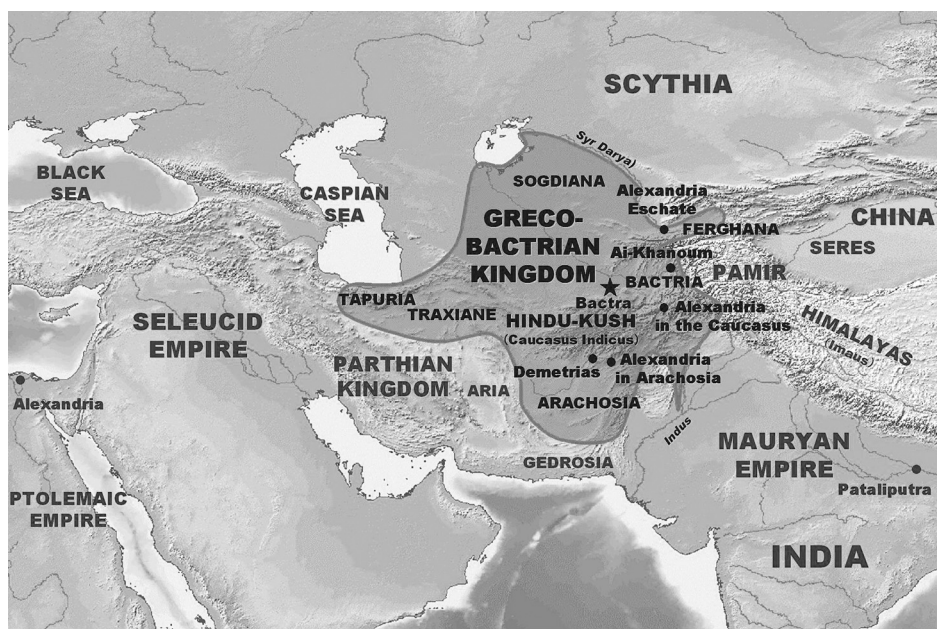 SCYTHIA
Syr Darya)
BLACK
SEA
CASPIAN
SEA
SOGDIANA
Alexandria
Eschate
GRECO-
BACTRIAN
KINGDOM
FERGHANA
CHINA
SERES
Ai-Khanoum
PAMIR
BACTRIA
Bactra
TAPURIA
TRAXIANE
HINDU-KUSH
(Caucasus Indicus)
Alexandria
in the Caucasus
HIMALAYAS
(Imaus)
SELEUCID
EMPIRE
PARTHIAN
KINGDOM
ARIA
Demetrias
Alexandria
in Arachosia
ARACHOSIA
Alexandria
Indus
MAURYAN
EMPIRE
GEDROSIA
Pataliputra
PTOLEMAIC
EMPIRE
INDIA